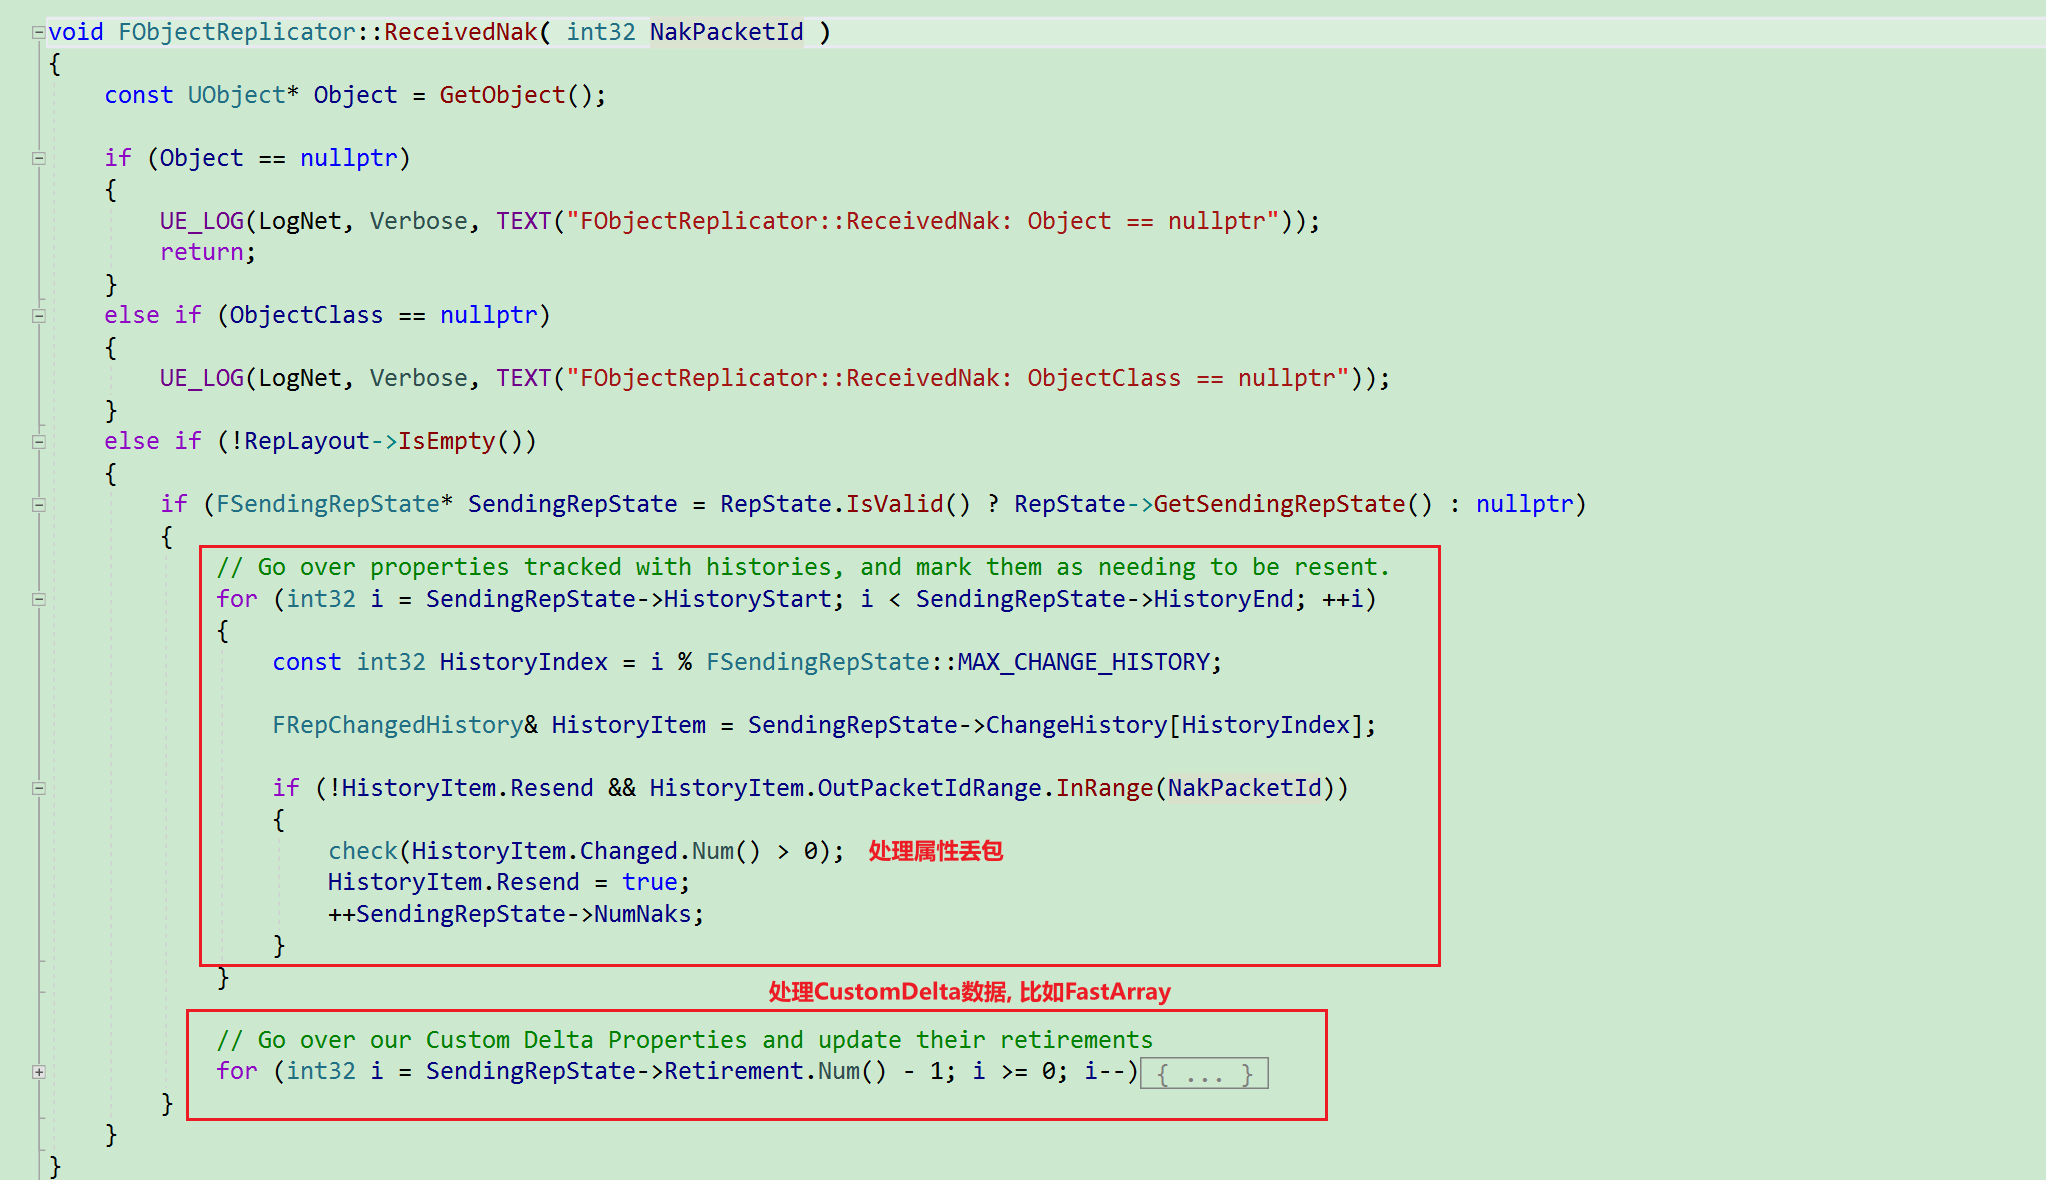 void FObjectReplicator::ReceivedNak( int32 NakPacketId )
{
    const UObject* Object = GetObject();

    if (Object == nullptr)
    {
        UE_LOG(LogNet, Verbose, TEXT("FObjectReplicator::ReceivedNak: Object == nullptr"));
        return;
    }
    else if (ObjectClass == nullptr)
    {
        UE_LOG(LogNet, Verbose, TEXT("FObjectReplicator::ReceivedNak: ObjectClass == nullptr"));
    }
    else if (!RepLayout->IsEmpty())
    {
        if (FSendingRepState* SendingRepState = RepState.IsValid() ? RepState->GetSendingRepState() : nullptr)
        {
            // Go over properties tracked with histories, and mark them as needing to be resent.
            for (int32 i = SendingRepState->HistoryStart; i < SendingRepState->HistoryEnd; ++i)
            {
                const int32 HistoryIndex = i % FSendingRepState::MAX_CHANGE_HISTORY;

                FRepChangedHistory& HistoryItem = SendingRepState->ChangeHistory[HistoryIndex];

                if (!HistoryItem.Resend && HistoryItem.OutPacketIdRange.InRange(NakPacketId))
                {
                    check(HistoryItem.Changed.Num() > 0); 处理属性丢包
                    HistoryItem.Resend = true;
                    ++SendingRepState->NumNaks;
                }
            }
处理CustomDelta数据, 比如FastArray
            // Go over our Custom Delta Properties and update their retirements
            for (int32 i = SendingRepState->Retirement.Num() - 1; i >= 0; i--){ ... }
        }
    }
}